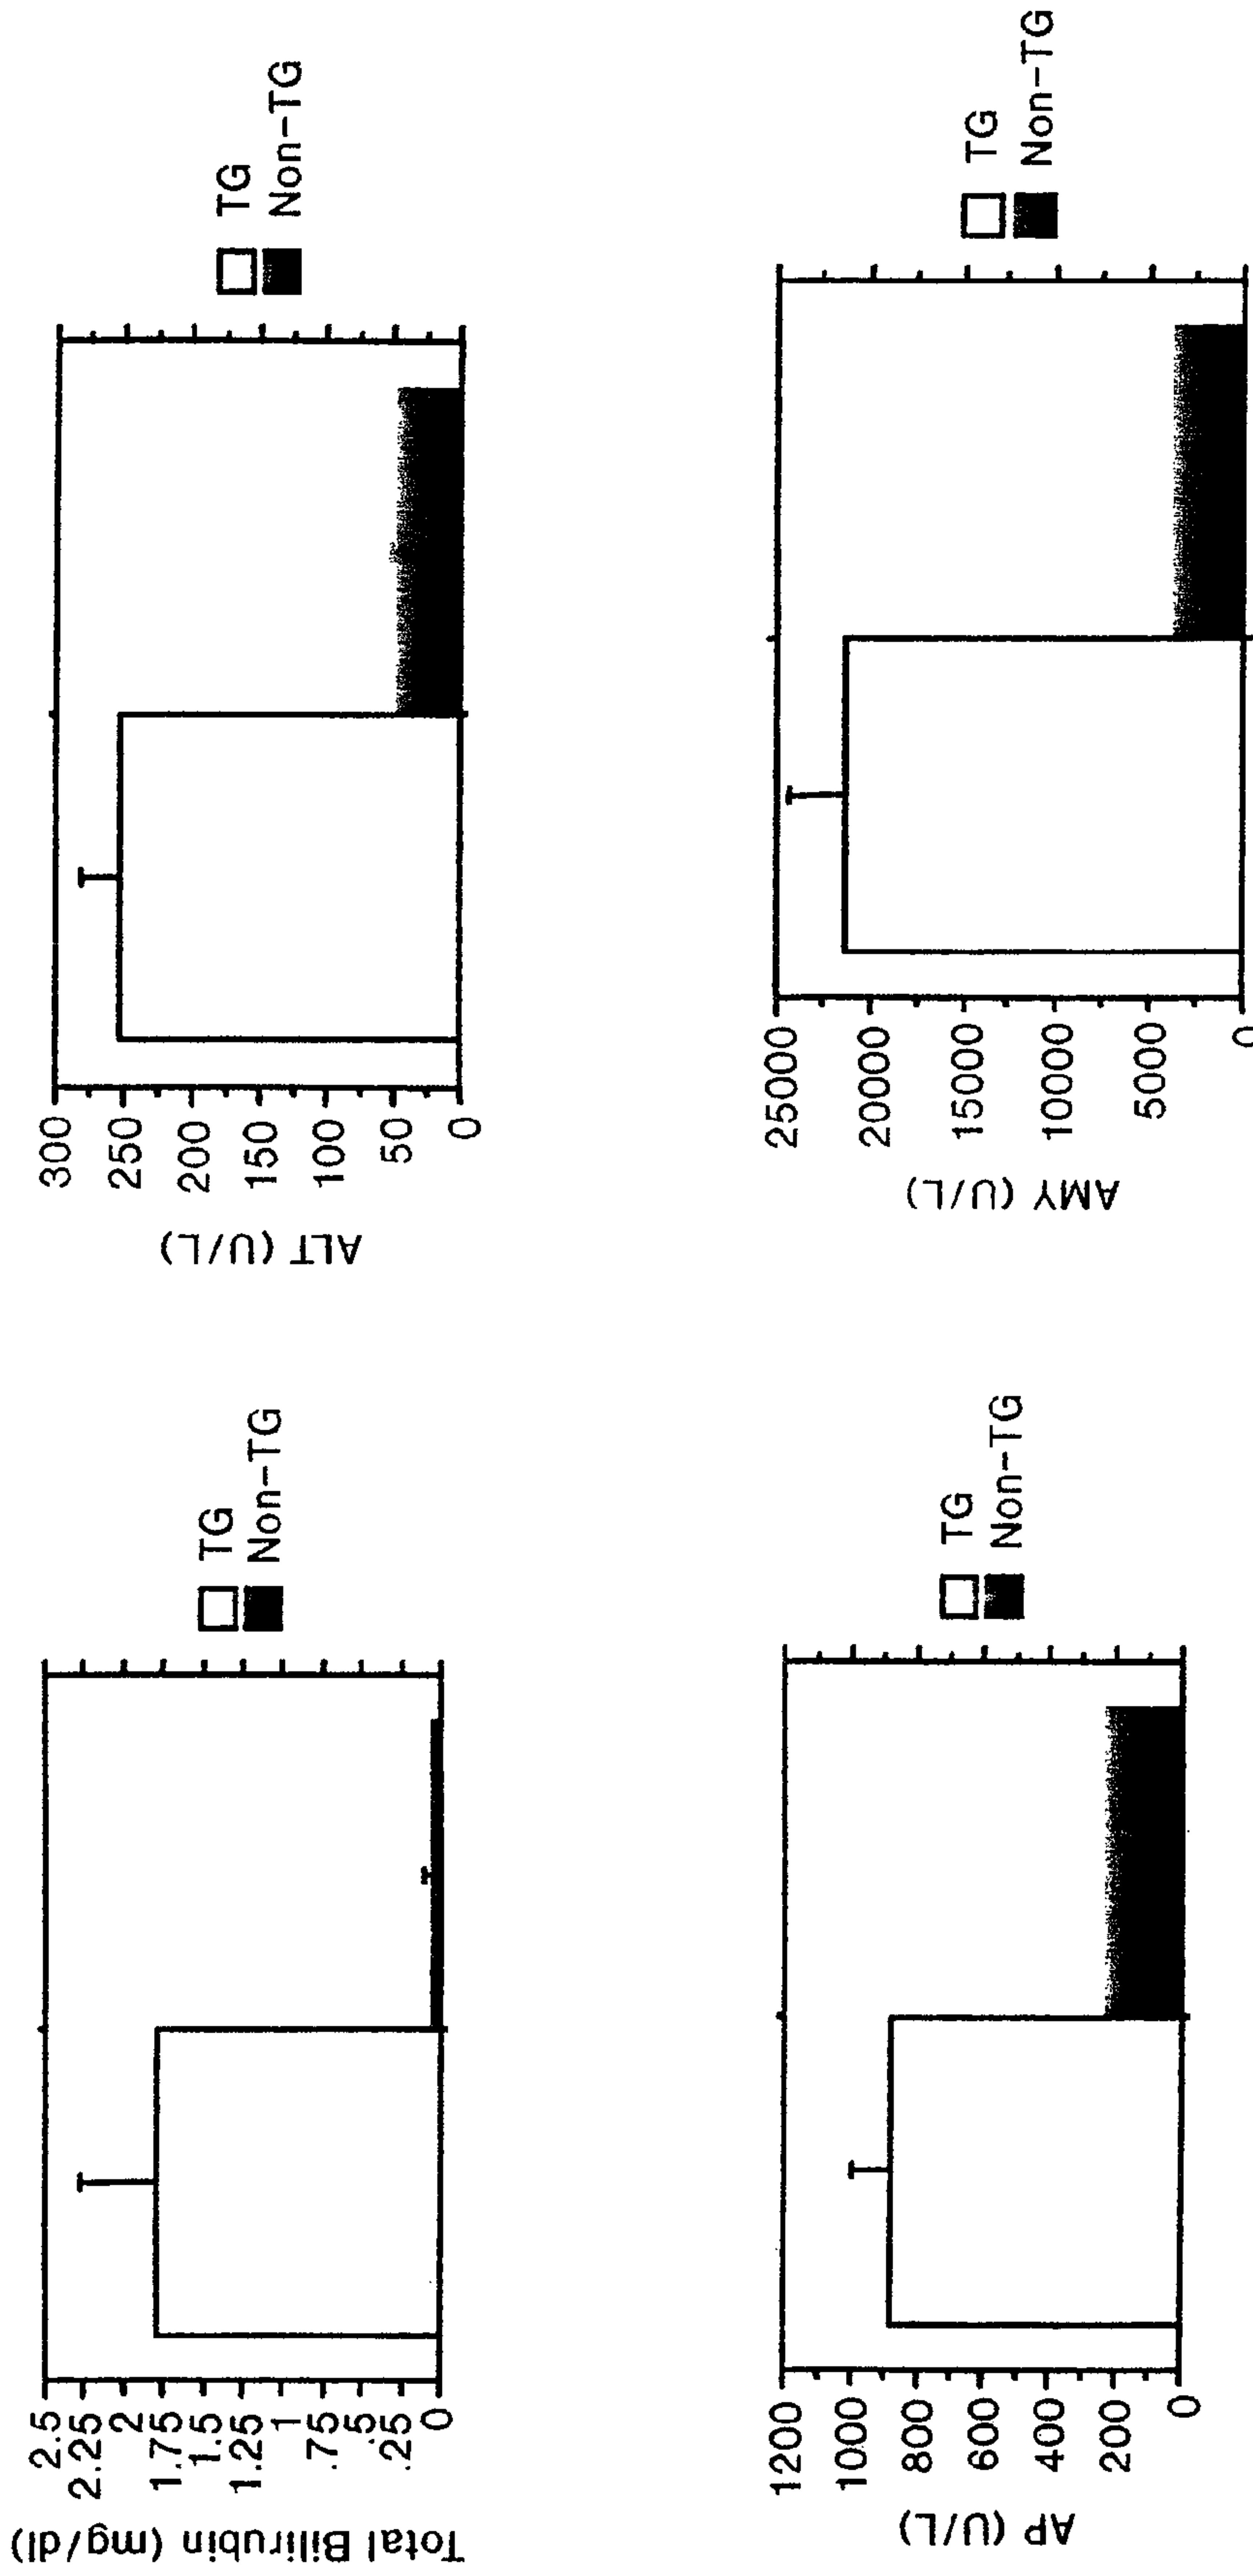 Total Bilirubin (mg/dl)
2.5
2.25
2
1.75
1.5
1.25
1
.75
.5
.25
0
TG
Non-TG
ALT (U/L)
300
250
200
150
100
50
0
TG
Non-TG
AP (U/L)
1200
1000
800
600
400
200
0
TG
Non-TG
AMY (U/L)
25000
20000
15000
10000
5000
0
TG
Non-TG